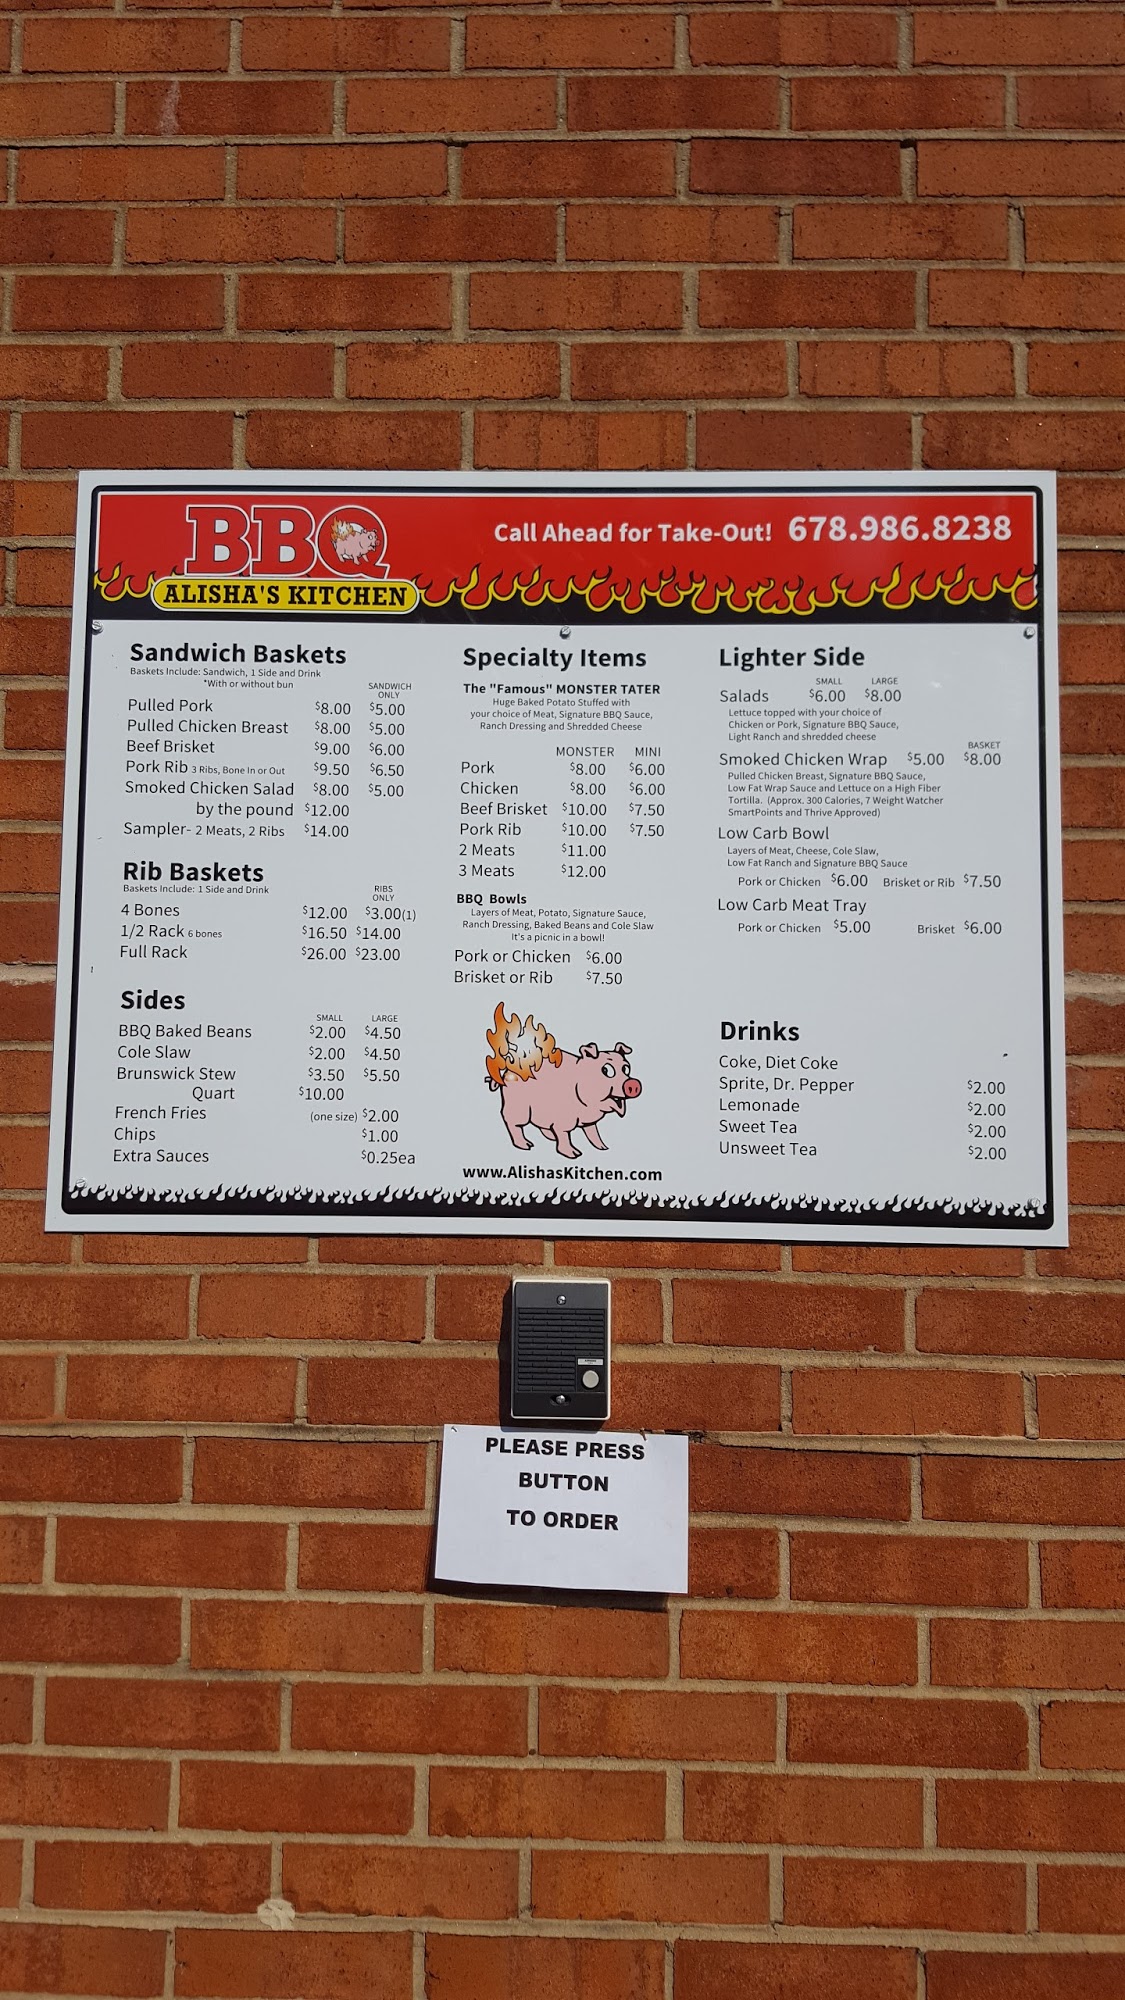 BBQ
ALISHA'S KITCHEN
Call Ahead for Take-Out! 678.986.8238
Sandwich Baskets
Baskets Include: Sandwich, 1 Side and Drink
*With or without bun
SANDWICH
ONLY
Pulled Pork $8.00 $5.00
Pulled Chicken Breast $8.00 $5.00
Beef Brisket $9.00 $6.00
Pork Rib 3 Ribs, Bone In or Out $9.50 $6.50
Smoked Chicken Salad $8.00 $5.00
by the pound $12.00
Sampler- 2 Meats, 2 Ribs $14.00
Rib Baskets
Baskets Include: 1 Side and Drink
RIBS
ONLY
4 Bones $12.00 $3.00(1)
1/2 Rack 6 bones $16.50 $14.00
Full Rack $26.00 $23.00
Sides
SMALL LARGE
BBQ Baked Beans $2.00 $4.50
Cole Slaw $2.00 $4.50
Brunswick Stew $3.50 $5.50
Quart $10.00
French Fries (one size) $2.00
Chips $1.00
Extra Sauces $0.25ea
Specialty Items
The "Famous" MONSTER TATER
Huge Baked Potato Stuffed with
your choice of Meat, Signature BBQ Sauce,
Ranch Dressing and Shredded Cheese
MONSTER MINI
Pork $8.00 $6.00
Chicken $8.00 $6.00
Beef Brisket $10.00 $7.50
Pork Rib $10.00 $7.50
2 Meats $11.00
3 Meats $12.00
BBQ Bowls
Layers of Meat, Potato, Signature Sauce,
Ranch Dressing, Baked Beans and Cole Slaw
It's a picnic in a bowl!
Pork or Chicken $6.00
Brisket or Rib $7.50
www.AlishasKitchen.com
Lighter Side
SMALL LARGE
Salads $6.00 $8.00
Lettuce topped with your choice of
Chicken or Pork, Signature BBQ Sauce,
Light Ranch and shredded cheese
BASKET
Smoked Chicken Wrap $5.00 $8.00
Pulled Chicken Breast, Signature BBQ Sauce,
Low Fat Wrap Sauce and Lettuce on a High Fiber
Tortilla. (Approx. 300 Calories, 7 Weight Watcher
SmartPoints and Thrive Approved)
Low Carb Bowl
Layers of Meat, Cheese, Cole Slaw,
Low Fat Ranch and Signature BBQ Sauce
Pork or Chicken $6.00 Brisket or Rib $7.50
Low Carb Meat Tray
Pork or Chicken $5.00 Brisket $6.00
Drinks
Coke, Diet Coke
Sprite, Dr. Pepper $2.00
Lemonade $2.00
Sweet Tea $2.00
Unsweet Tea $2.00
PLEASE PRESS
BUTTON
TO ORDER